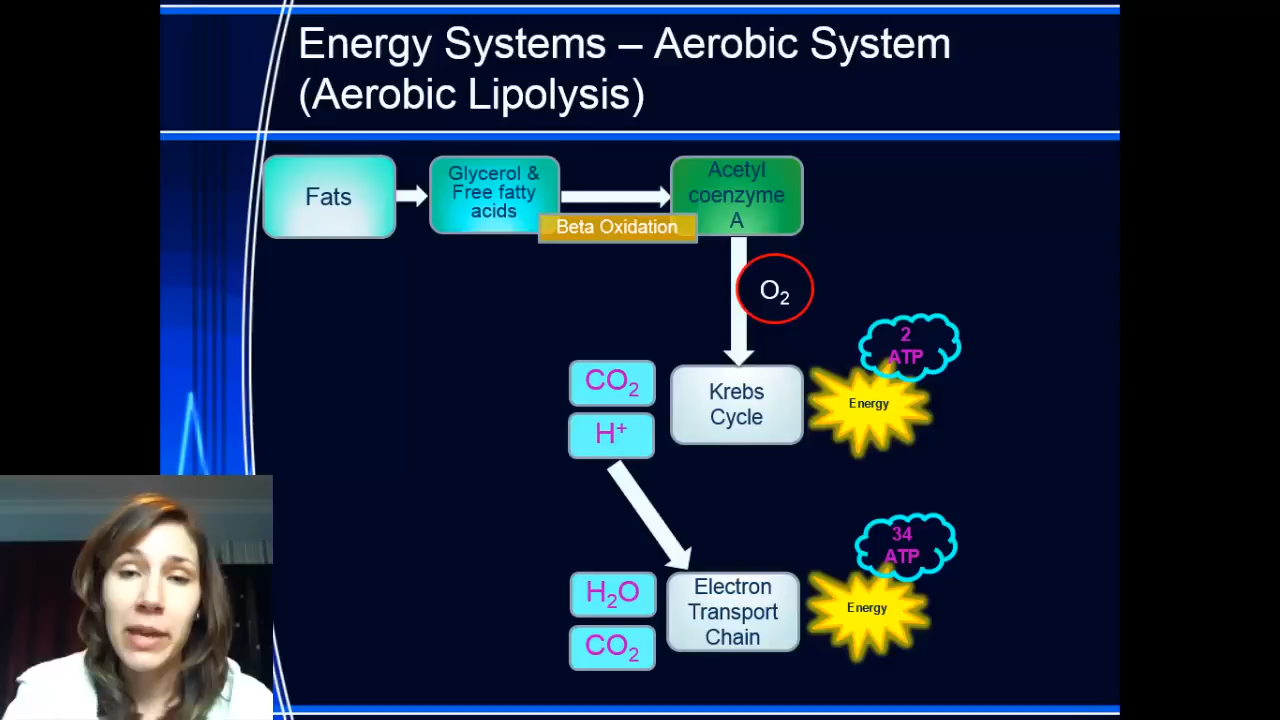 Energy Systems – Aerobic System
(Aerobic Lipolysis)
Fats
Glycerol &
Free fatty
acids
Beta Oxidation
Acetyl
coenzyme
A
O₂
2
ATP
CO₂
H⁺
Krebs
Cycle
Energy
34
ATP
H₂O
CO₂
Electron
Transport
Chain
Energy